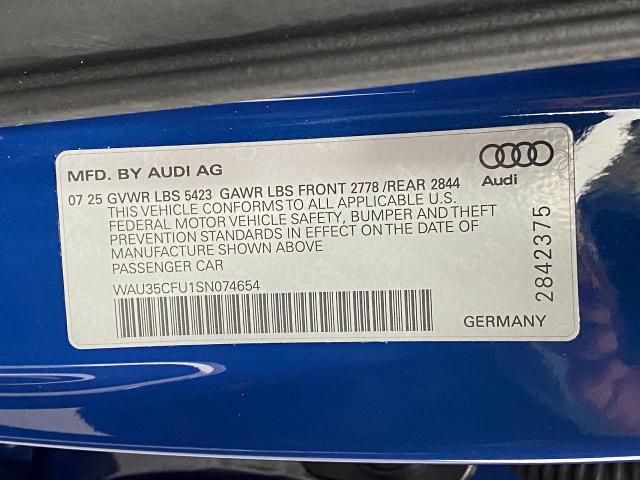 MFD. BY AUDI AG
07 25 GVWR LBS 5423 GAWR LBS FRONT 2778 /REAR 2844
THIS VEHICLE CONFORMS TO ALL APPLICABLE U.S.
FEDERAL MOTOR VEHICLE SAFETY, BUMPER AND THEFT
PREVENTION STANDARDS IN EFFECT ON THE DATE OF
MANUFACTURE SHOWN ABOVE
PASSENGER CAR
WAU35CFU1SN074654
Audi
2842375
GERMANY